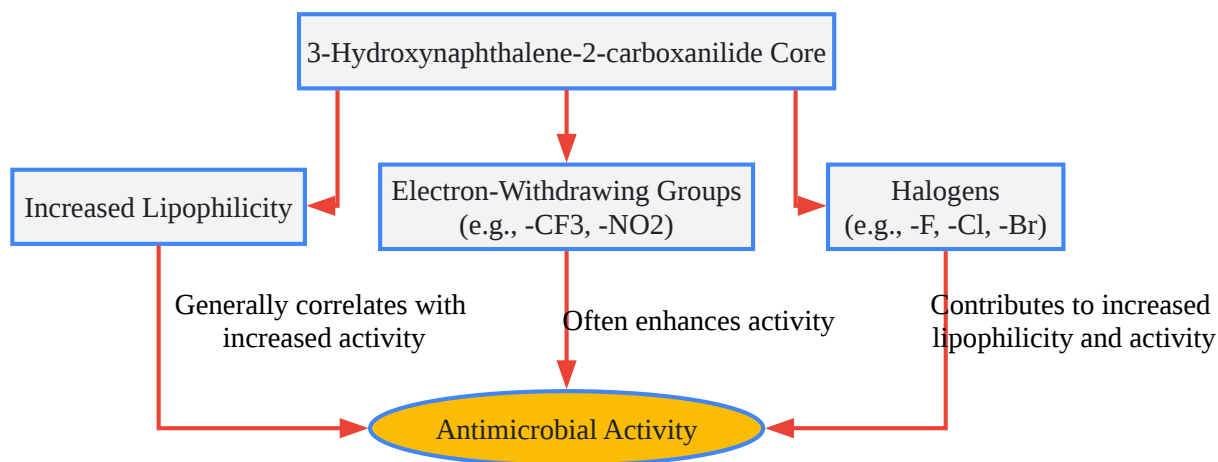 3-Hydroxynaphthalene-2-carboxanilide Core
Increased Lipophilicity
Electron-Withdrawing Groups
(e.g., -CF3, -NO2)
Halogens
(e.g., -F, -Cl, -Br)
Generally correlates with
increased activity
Often enhances activity
Contributes to increased
lipophilicity and activity
Antimicrobial Activity